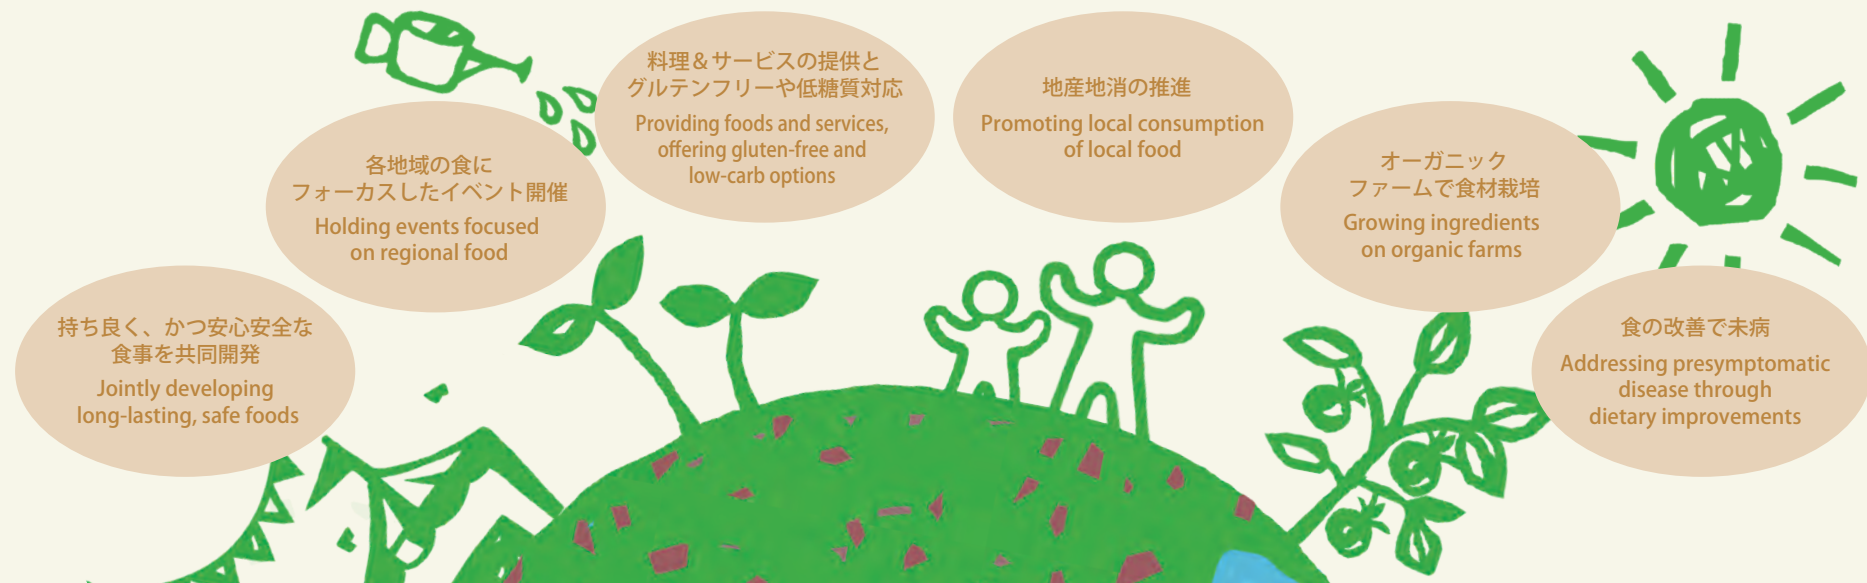 持ち良く、かつ安心安全な
食事を共同開発
Jointly developing
long-lasting, safe foods
各地域の食に
フォーカスしたイベント開催
Holding events focused
on regional food
料理＆サービスの提供と
グルテンフリーや低糖質対応
Providing foods and services,
offering gluten-free and
low-carb options
地産地消の推進
Promoting local consumption
of local food
オーガニック
ファームで食材栽培
Growing ingredients
on organic farms
食の改善で未病
Addressing presymptomatic
disease through
dietary improvements